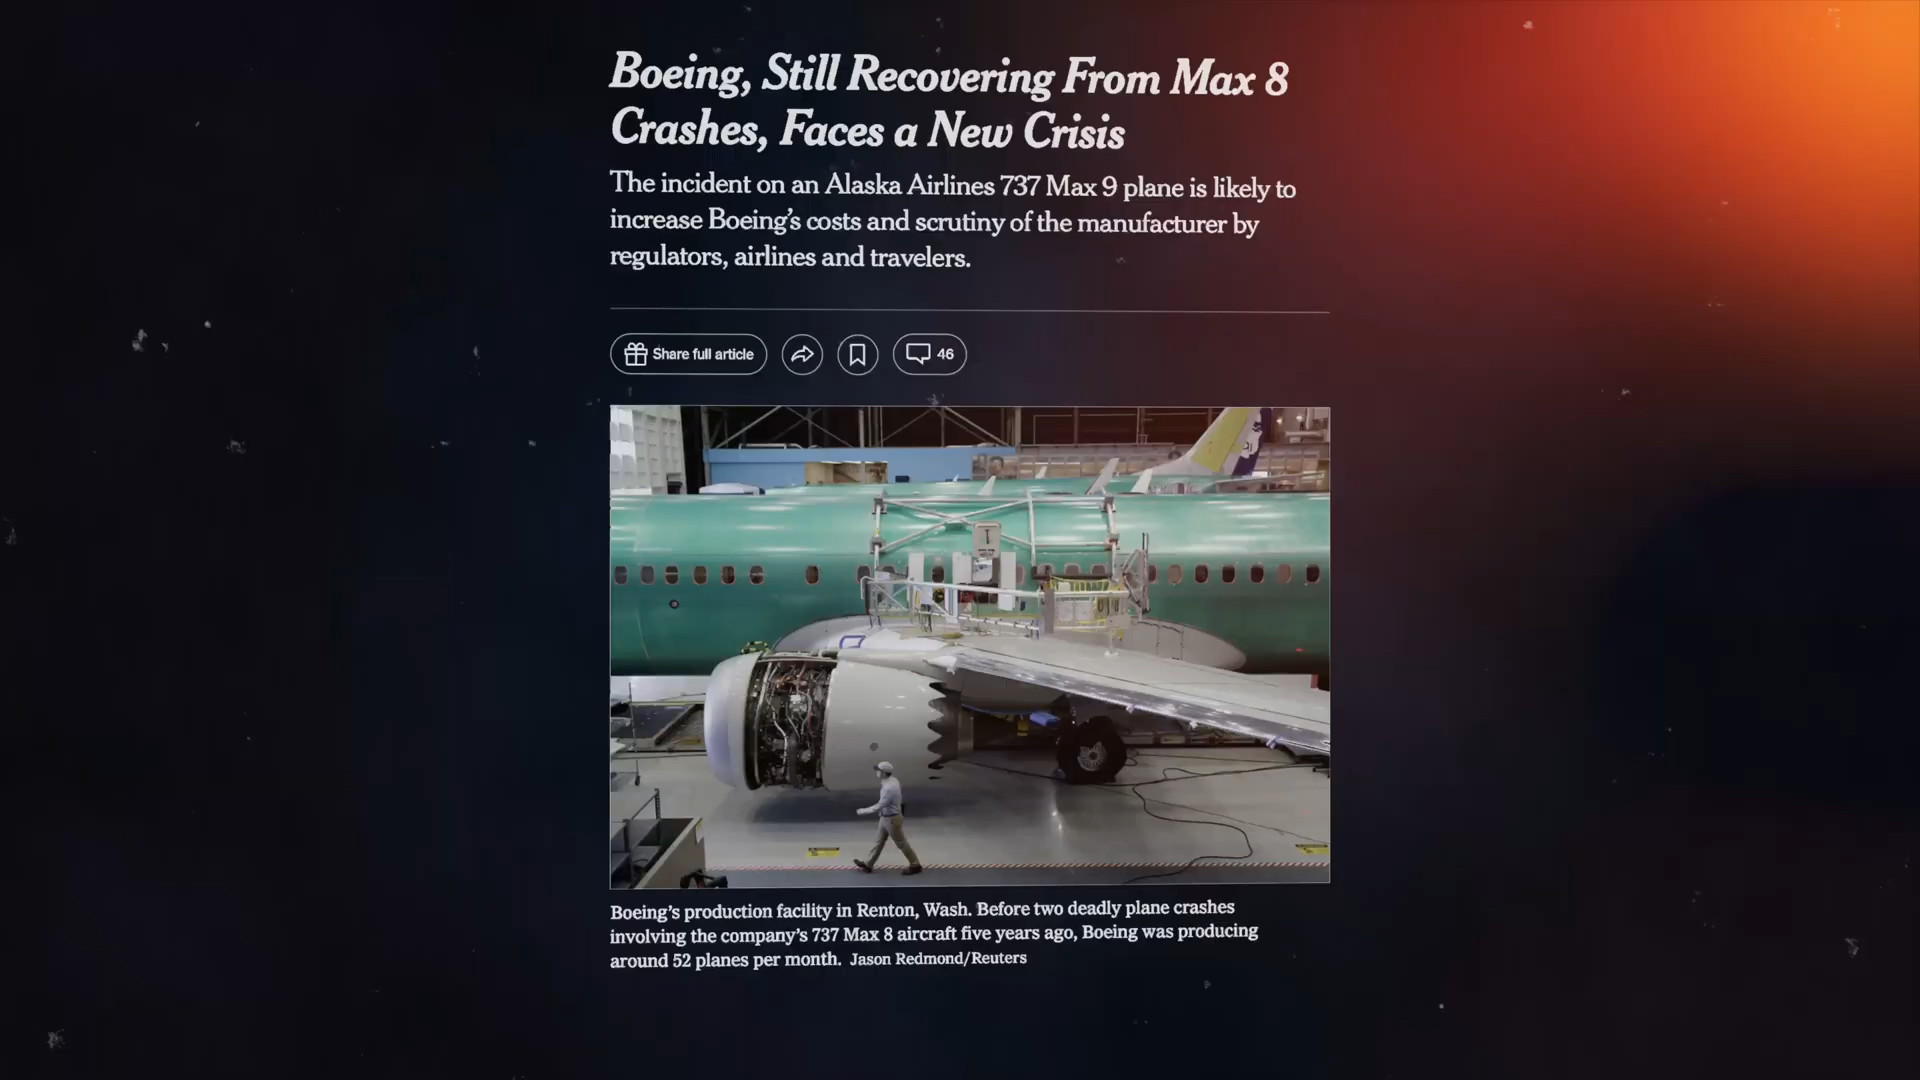 Boeing, Still Recovering From Max 8
Crashes, Faces a New Crisis
The incident on an Alaska Airlines 737 Max 9 plane is likely to
increase Boeing's costs and scrutiny of the manufacturer by
regulators, airlines and travelers.
Share full article
46
Boeing's production facility in Renton, Wash. Before two deadly plane crashes
involving the company's 737 Max 8 aircraft five years ago, Boeing was producing
around 52 planes per month. Jason Redmond/Reuters